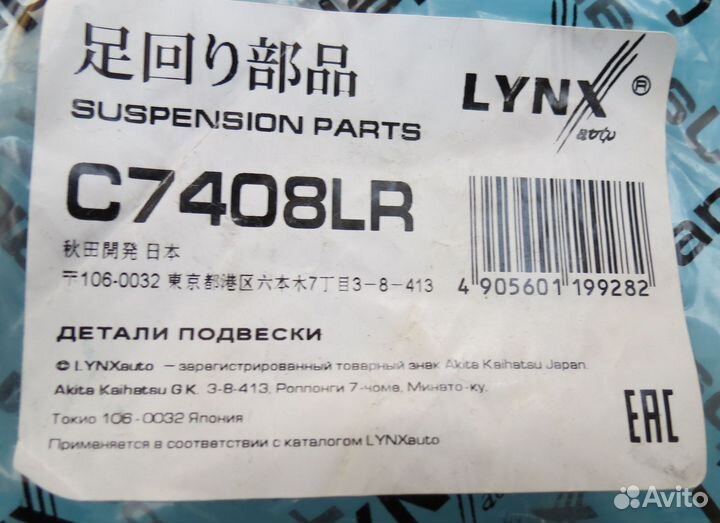 足回り部品
SUSPENSION PARTS
LYNX ®
C7408LR
秋田開発 日本
〒106-0032 東京都港区六本木7丁目3-8-413
4 905601 199282
ДЕТАЛИ ПОДВЕСКИ
© LYNXauto — зарегистрированный товарный знак Akita Kaihatsu Japan.
Akita Kaihatsu G.K. 3-8-413, Роппонги 7-чоме, Минато-ку,
Токио 106-0032 Япония
Применяется в соответствии с каталогом LYNXauto
EAC
Avito